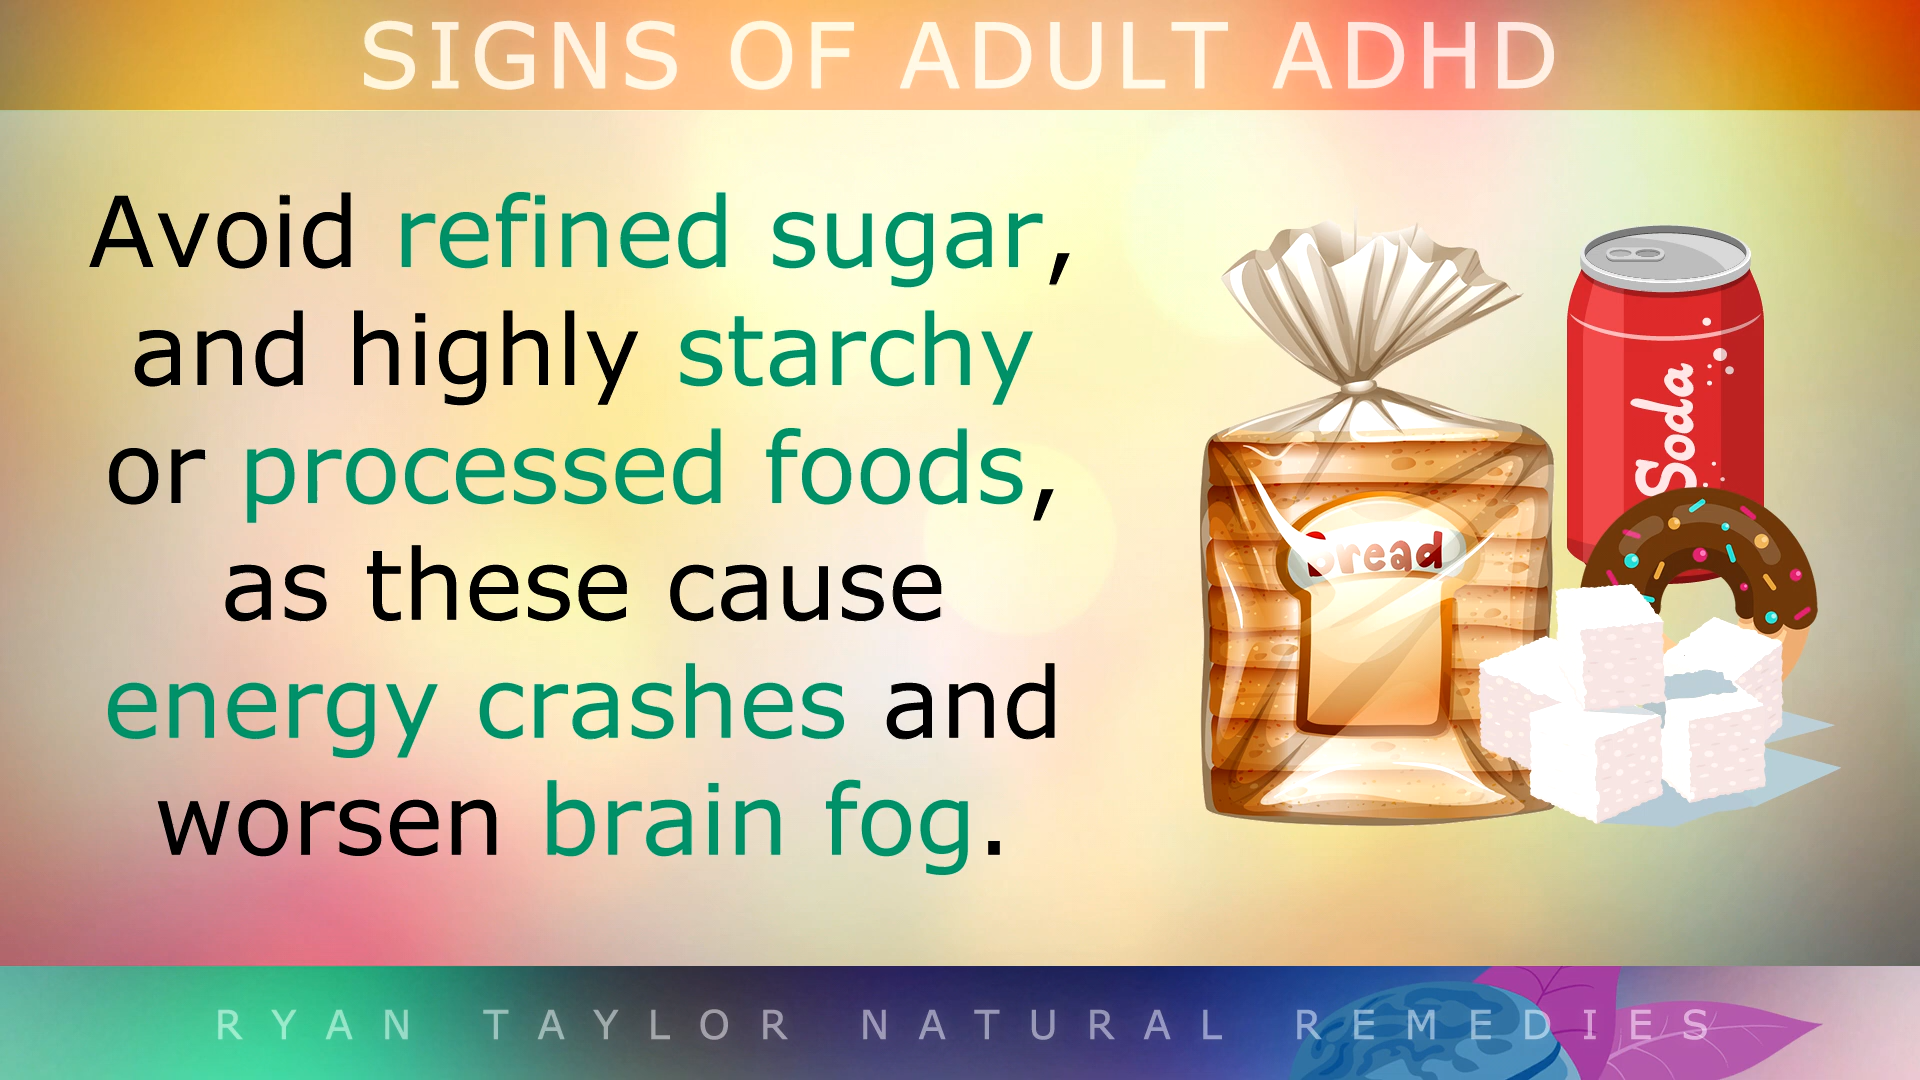 SIGNS OF ADULT ADHD
Avoid refined sugar,
and highly starchy
or processed foods,
as these cause
energy crashes and
worsen brain fog.
Soda
Bread
RYAN TAYLOR NATURAL REMEDIES